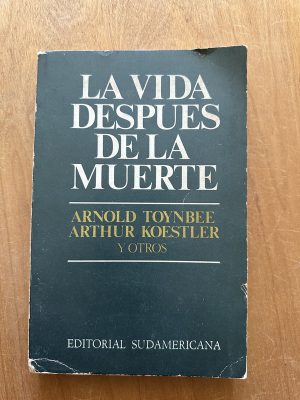 LA VIDA
DESPUES
DE LA
MUERTE
ARNOLD TOYNBEE
ARTHUR KOESTLER
Y OTROS
EDITORIAL SUDAMERICANA